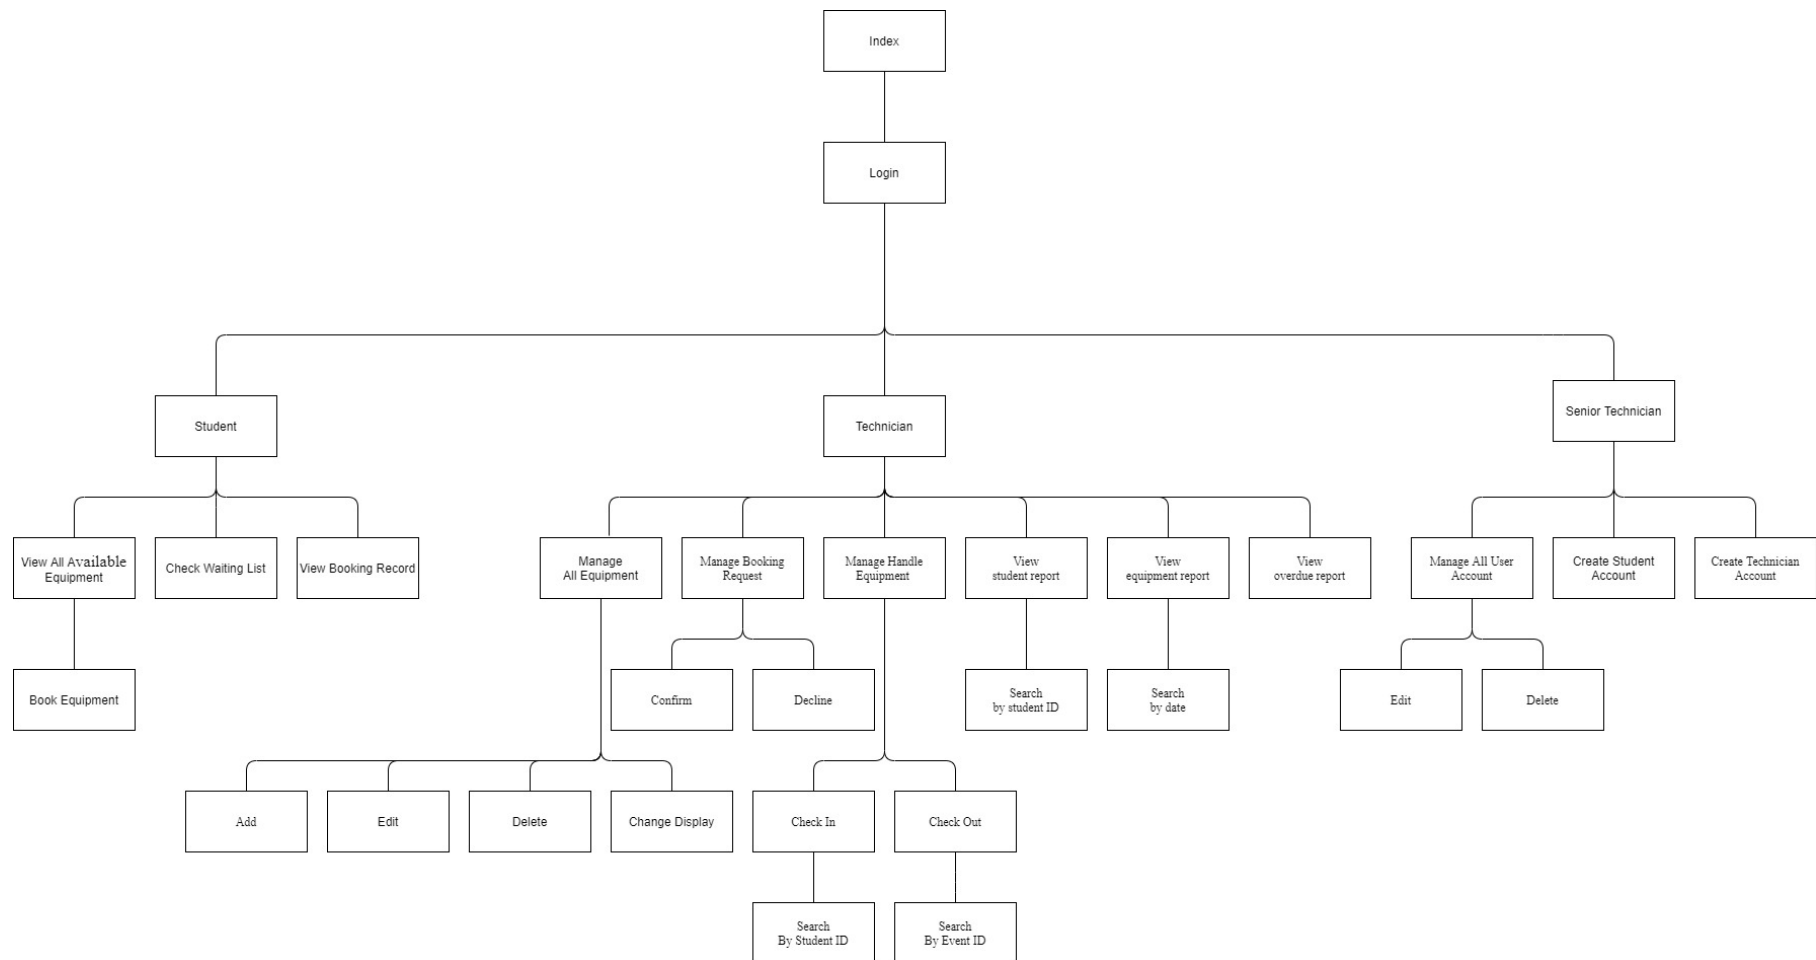 Index
Login
Student
Technician
Senior Technician
View All Available
Equipment
Check Waiting List
View Booking Record
Manage
All Equipment
Manage Booking
Request
Manage Handle
Equipment
View
student report
View
equipment report
View
overdue report
Manage All User
Account
Create Student
Account
Create Technician
Account
Book Equipment
Confirm
Decline
Search
by student ID
Search
by date
Edit
Delete
Add
Edit
Delete
Change Display
Check In
Check Out
Search
By Student ID
Search
By Event ID